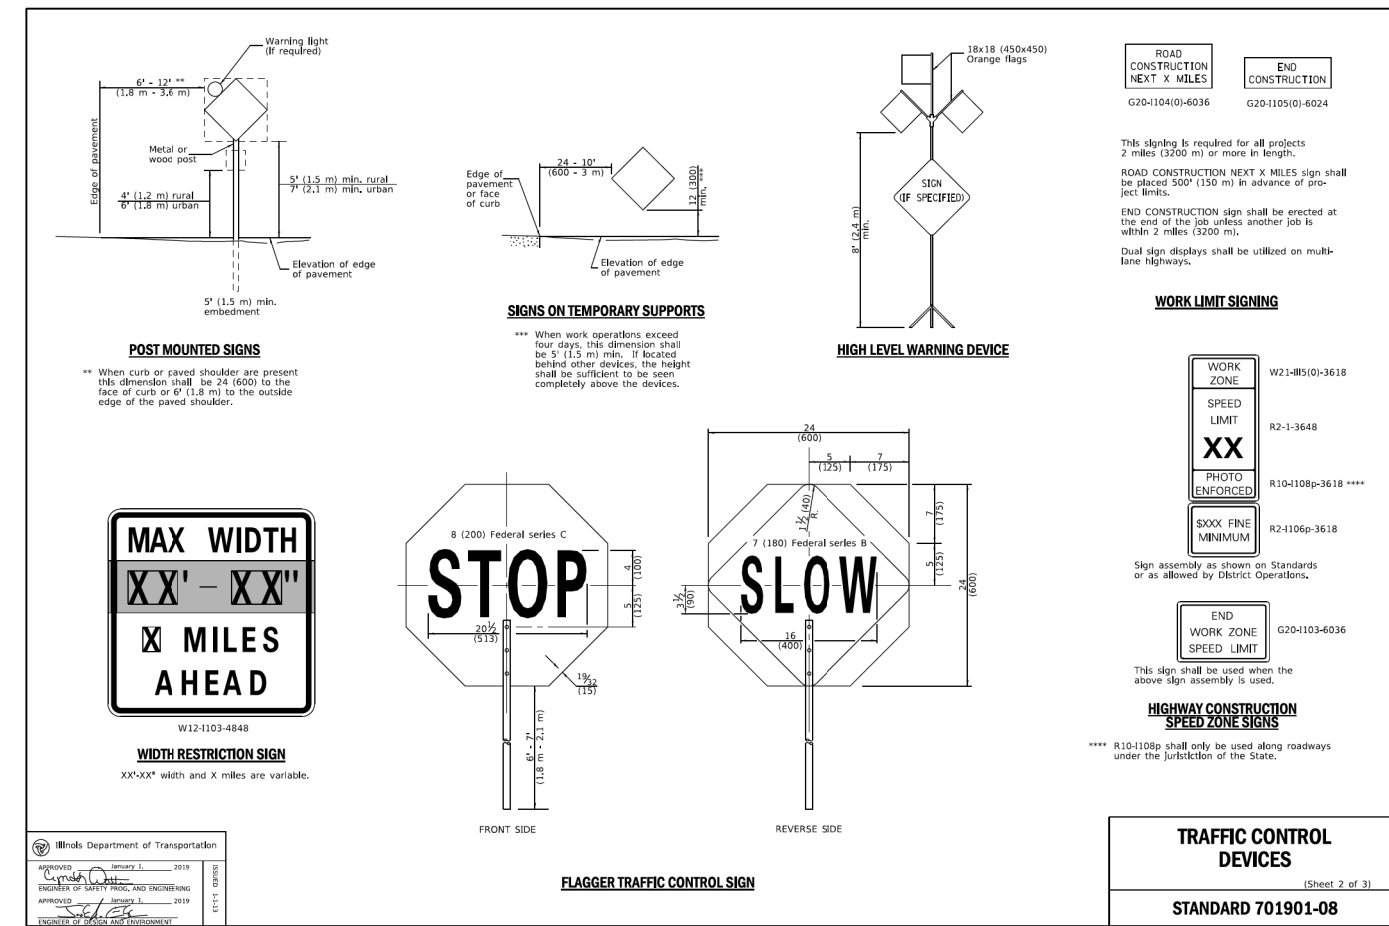 Warning light
(if required)
6' - 12' **
(1.8 m - 3.6 m)
Edge of pavement
Metal or
wood post
4' (1.2 m) rural
6' (1.8 m) urban
5' (1.5 m) min. rural
7' (2.1 m) min. urban
Elevation of edge
of pavement
5' (1.5 m) min.
embedment
POST MOUNTED SIGNS
** When curb or paved shoulder are present
this dimension shall be 24 (600) to the
face of curb or 6' (1.8 m) to the outside
edge of the paved shoulder.
24 - 10'
(600 - 3 m)
Edge of
pavement
or face
of curb
12 (300)
min. ***
Elevation of edge
of pavement
SIGNS ON TEMPORARY SUPPORTS
*** When work operations exceed
four days, this dimension shall
be 5' (1.5 m) min. If located
behind other devices, the height
shall be sufficient to be seen
completely above the devices.
18x18 (450x450)
Orange flags
SIGN
(IF SPECIFIED)
8' (2.4 m)
min.
HIGH LEVEL WARNING DEVICE
ROAD
CONSTRUCTION
NEXT X MILES
G20-I104(0)-6036
END
CONSTRUCTION
G20-I105(0)-6024
This signing is required for all projects
2 miles (3200 m) or more in length.
ROAD CONSTRUCTION NEXT X MILES sign shall
be placed 500' (150 m) in advance of pro-
ject limits.
END CONSTRUCTION sign shall be erected at
the end of the job unless another job is
within 2 miles (3200 m).
Dual sign displays shall be utilized on multi-
lane highways.
WORK LIMIT SIGNING
WORK
ZONE
W21-I115(0)-3618
SPEED
LIMIT
XX
R2-1-3648
PHOTO
ENFORCED
R10-I108p-3618 ****
$XXX FINE
MINIMUM
R2-I106p-3618
Sign assembly as shown on Standards
or as allowed by District Operations.
END
WORK ZONE
SPEED LIMIT
G20-I103-6036
This sign shall be used when the
above sign assembly is used.
HIGHWAY CONSTRUCTION
SPEED ZONE SIGNS
**** R10-I108p shall only be used along roadways
under the juristiction of the State.
MAX WIDTH
XX' - XX"
X MILES
AHEAD
W12-I103-4848
WIDTH RESTRICTION SIGN
XX'-XX" width and X miles are variable.
8 (200) Federal series C
STOP
4
(100)
5
(125)
20 1/2
(513)
19/32
(15)
6' - 7'
(1.8 m - 2.1 m)
FRONT SIDE
24
(600)
5
(125)
7
(175)
1 1/2 (40)
R.
7 (180) Federal series B
SLOW
7
(175)
5
(125)
24
(600)
3 1/2
(90)
16
(400)
REVERSE SIDE
FLAGGER TRAFFIC CONTROL SIGN
Illinois Department of Transportation
APPROVED January 1, 2019
ENGINEER OF SAFETY PROG. AND ENGINEERING
APPROVED January 1, 2019
ENGINEER OF DESIGN AND ENVIRONMENT
ISSUED 1-1-13
TRAFFIC CONTROL
DEVICES
(Sheet 2 of 3)
STANDARD 701901-08